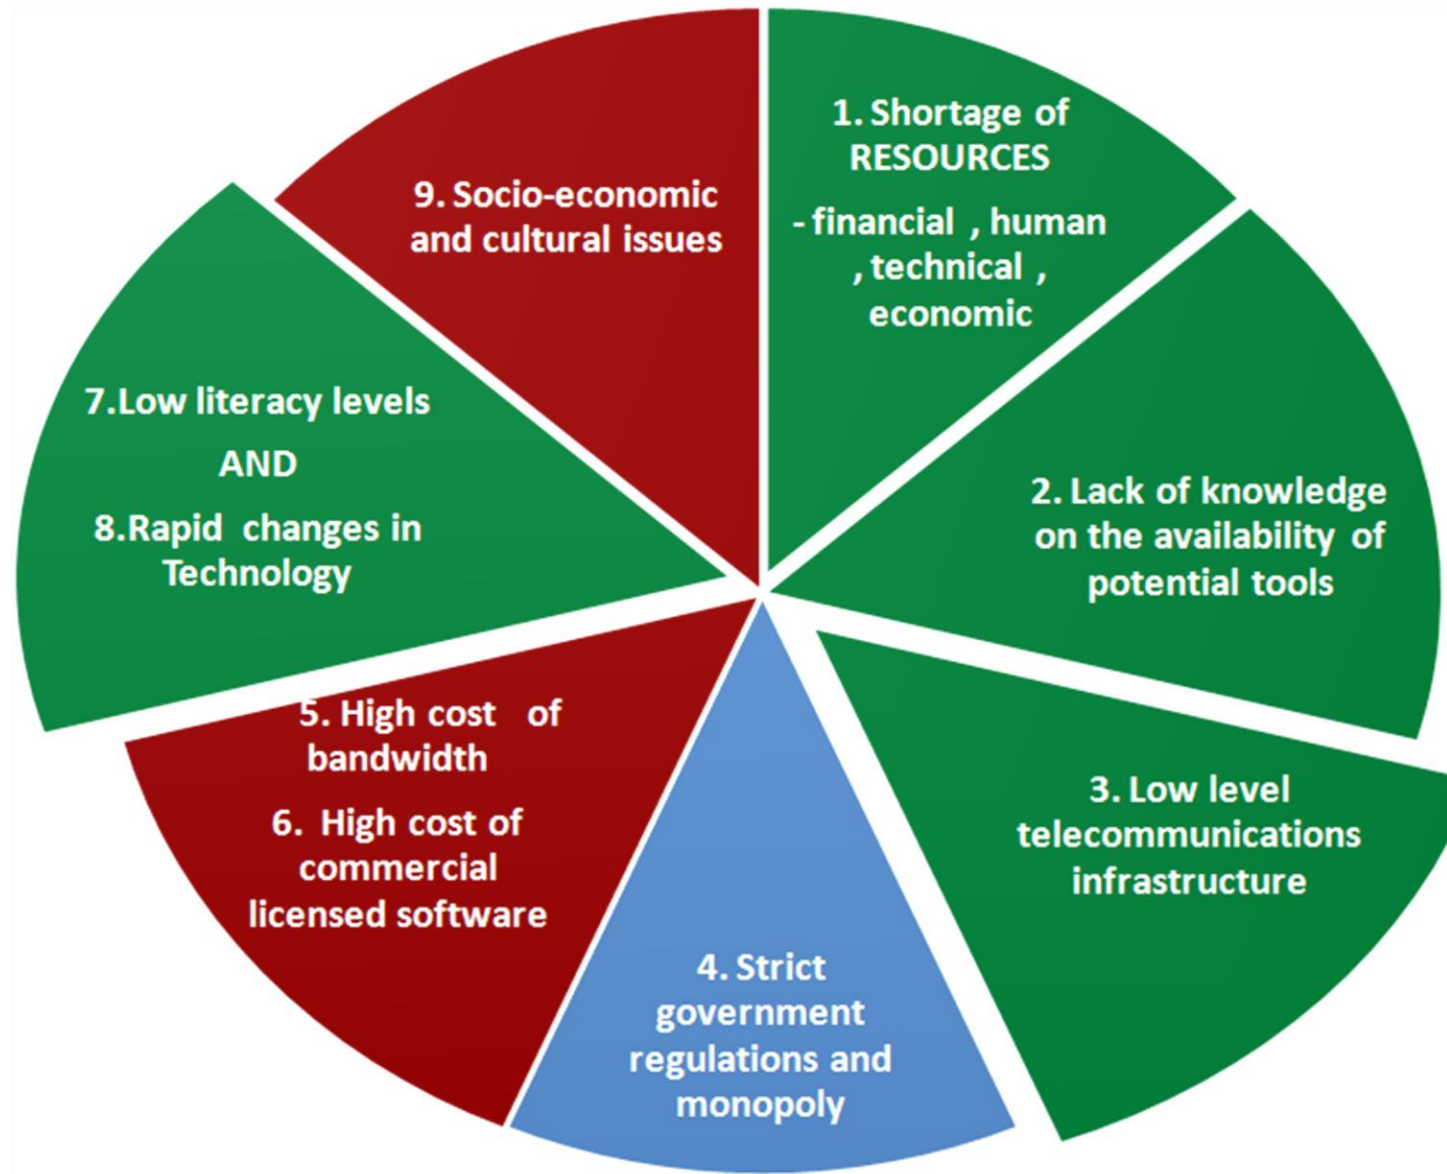 1. Shortage of
RESOURCES
- financial , human
, technical ,
economic
2. Lack of knowledge
on the availability of
potential tools
3. Low level
telecommunications
infrastructure
4. Strict
government
regulations and
monopoly
5. High cost of
bandwidth
6. High cost of
commercial
licensed software
7.Low literacy levels
AND
8.Rapid changes in
Technology
9. Socio-economic
and cultural issues